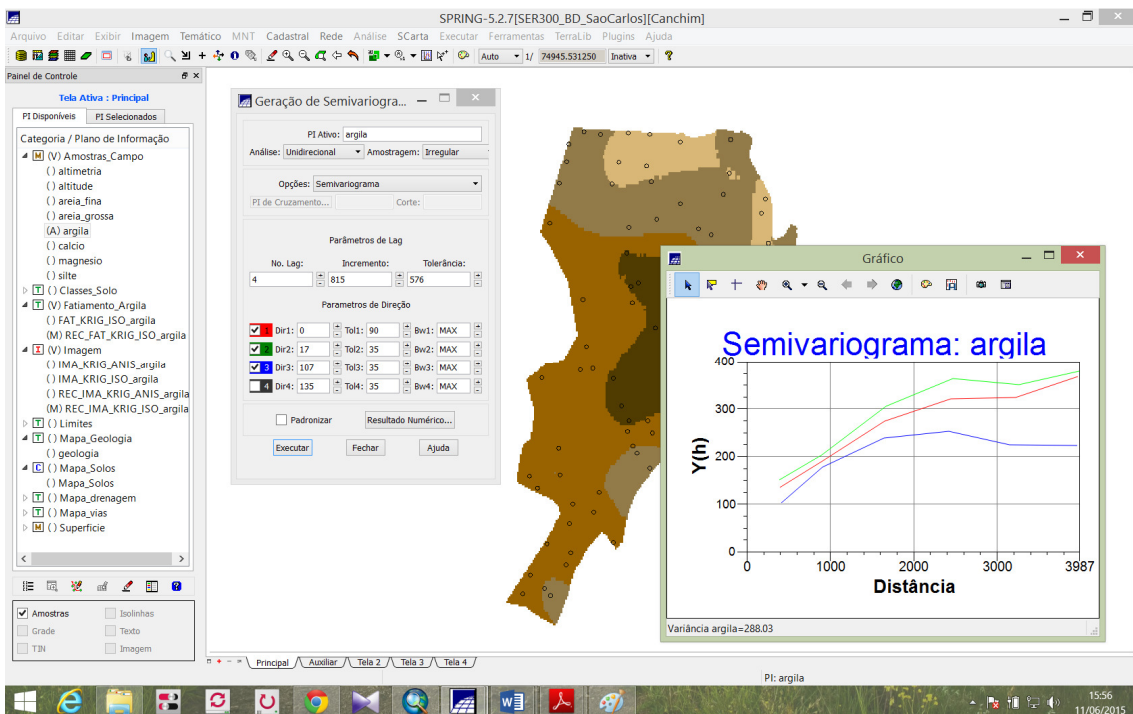 SPRING-5.2.7[SER300_BD_SaoCarlos][Canchim]
Arquivo Editar Exibir Imagem Temático MNT Cadastral Rede Análise SCarta Executar Ferramentas TerraLib Plugins Ajuda
Auto 1/ 74945.531250 Inativa
Painel de Controle
Tela Ativa : Principal
PI Disponíveis PI Selecionados
Categoria / Plano de Informação
M (V) Amostras_Campo
() altimetria
() altitude
() areia_fina
() areia_grossa
(A) argila
() calcio
() magnesio
() silte
T () Classes_Solo
T (V) Fatiamento_Argila
() FAT_KRIG_ISO_argila
(M) REC_FAT_KRIG_ISO_argila
I (V) Imagem
() IMA_KRIG_ANIS_argila
() IMA_KRIG_ISO_argila
() REC_IMA_KRIG_ANIS_argila
(M) REC_IMA_KRIG_ISO_argila
T () Limites
T () Mapa_Geologia
() geologia
C () Mapa_Solos
() Mapa_Solos
T () Mapa_drenagem
T () Mapa_vias
M () Superficie
Amostras Isolinhas
Grade Texto
TIN Imagem
Geração de Semivariogra...
PI Ativo: argila
Análise: Unidirecional Amostragem: Irregular
Opções: Semivariograma
PI de Cruzamento... Corte:
Parâmetros de Lag
No. Lag: Incremento: Tolerância:
4 815 576
Parametros de Direção
1 Dir1: 0 Tol1: 90 Bw1: MAX
2 Dir2: 17 Tol2: 35 Bw2: MAX
3 Dir3: 107 Tol3: 35 Bw3: MAX
4 Dir4: 135 Tol4: 35 Bw4: MAX
Padronizar Resultado Numérico...
Executar Fechar Ajuda
Gráfico
Semivariograma: argila
400
300
200
100
0
Y(h)
0 1000 2000 3000 3987
Distância
Variância argila=288.03
Principal Auxiliar Tela 2 Tela 3 Tela 4
PI: argila
15:56
11/06/2015